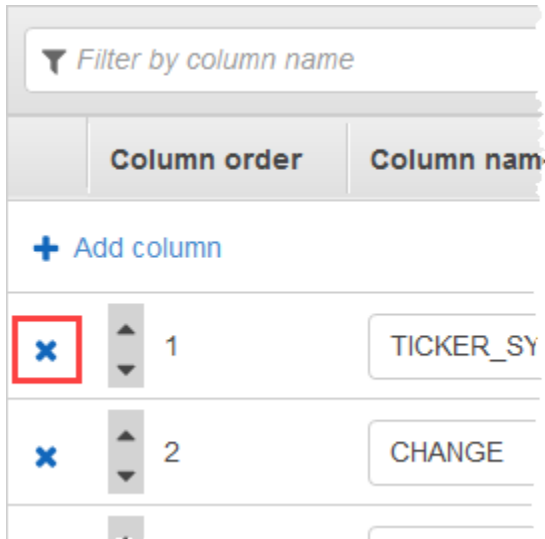 Filter by column name
Column order Column nam
Add column
1 TICKER_SY
2 CHANGE